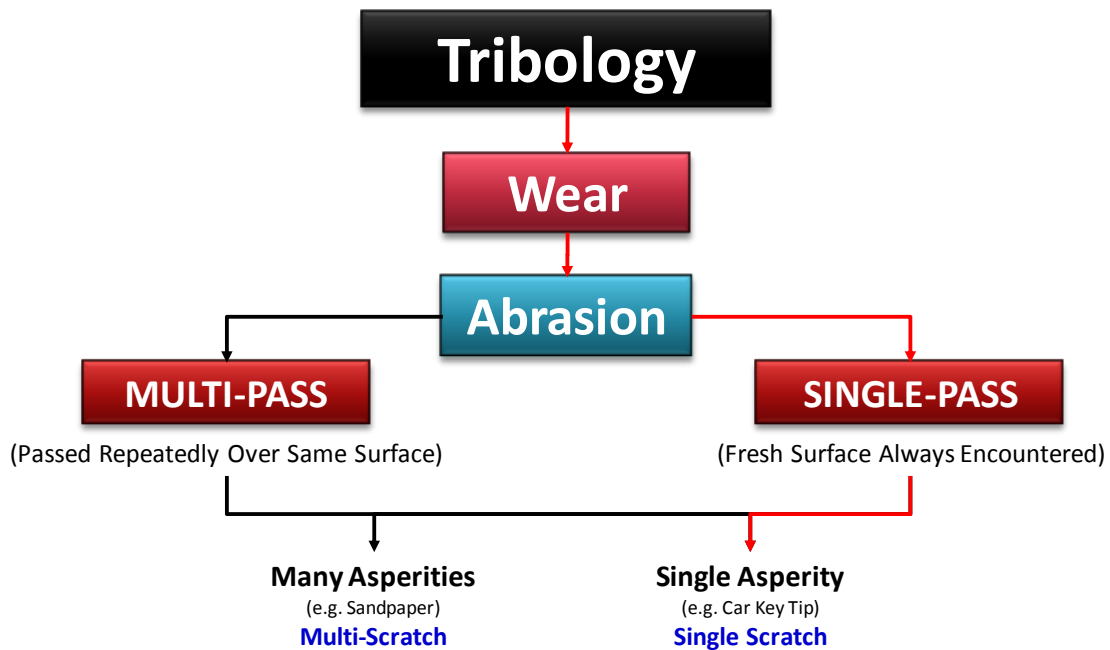 Tribology
Wear
Abrasion
MULTI-PASS
(Passed Repeatedly Over Same Surface)
SINGLE-PASS
(Fresh Surface Always Encountered)
Many Asperities
(e.g. Sandpaper)
Multi-Scratch
Single Asperity
(e.g. Car Key Tip)
Single Scratch